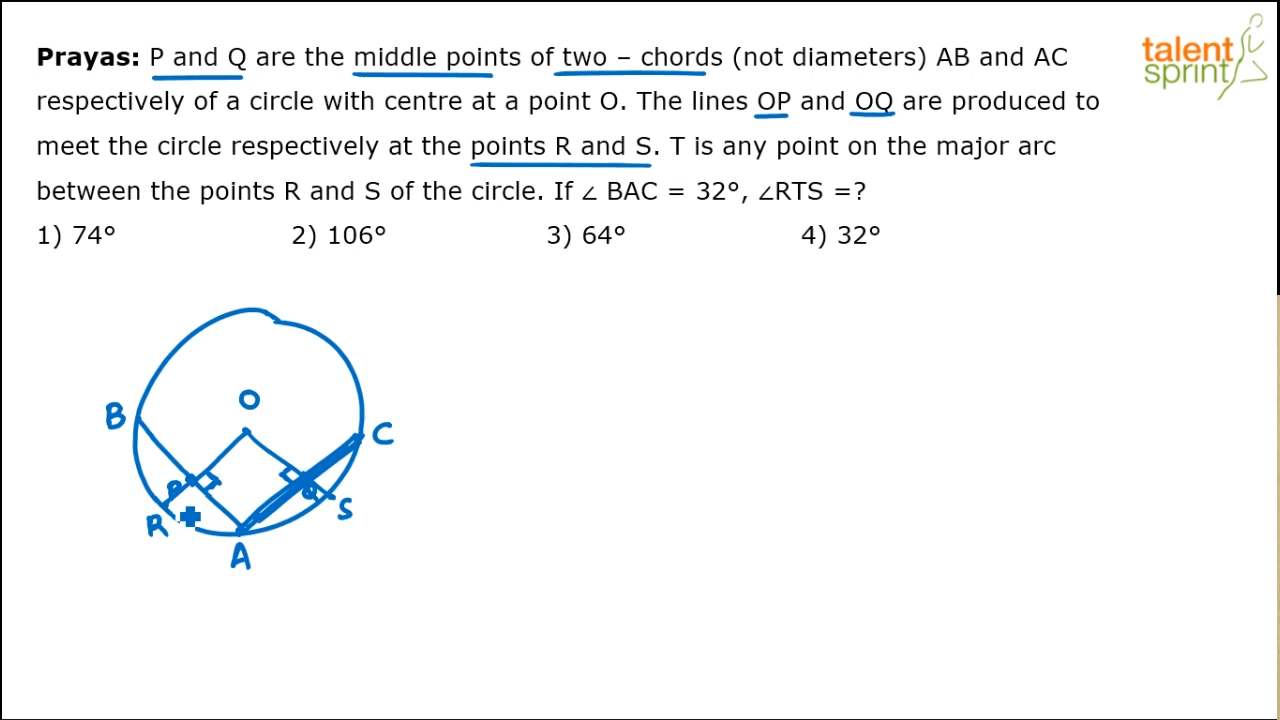 Prayas: P and Q are the middle points of two – chords (not diameters) AB and AC
respectively of a circle with centre at a point O. The lines OP and OQ are produced to
meet the circle respectively at the points R and S. T is any point on the major arc
between the points R and S of the circle. If ∠ BAC = 32°, ∠RTS =?
1) 74° 2) 106° 3) 64° 4) 32°
talent
sprint
O
B
C
P
Q
R
S
A